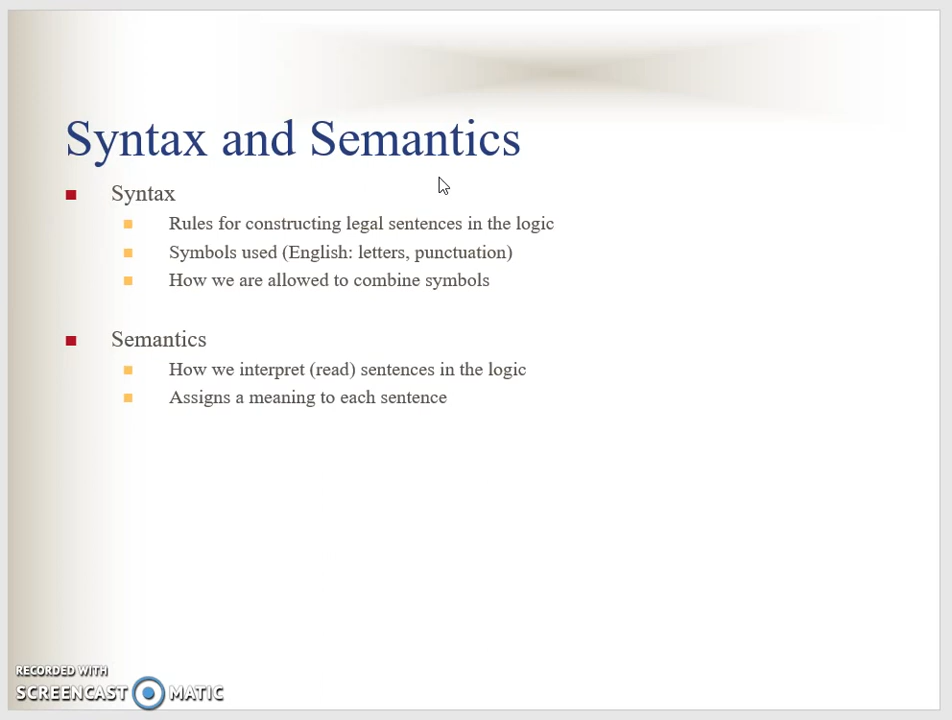 Syntax and Semantics
Syntax
Rules for constructing legal sentences in the logic
Symbols used (English: letters, punctuation)
How we are allowed to combine symbols
Semantics
How we interpret (read) sentences in the logic
Assigns a meaning to each sentence
RECORDED WITH
SCREENCAST MATIC